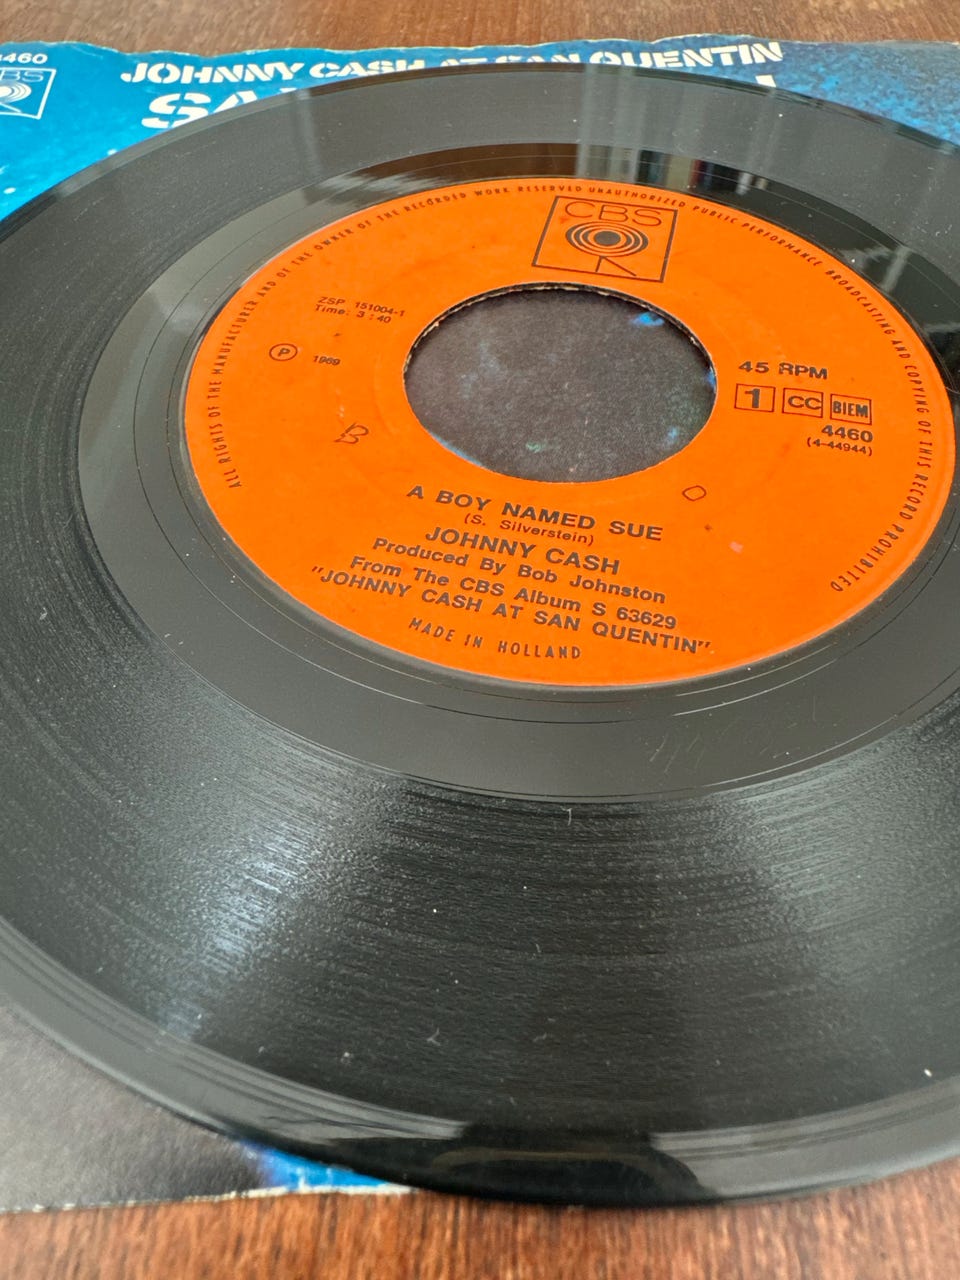 4460
CBS
JOHNNY CASH AT SAN QUENTIN
ALL RIGHTS OF THE MANUFACTURER AND OF THE OWNER OF THE RECORDED WORK RESERVED UNAUTHORIZED PUBLIC PERFORMANCE BROADCASTING AND COPYING OF THIS RECORD PROHIBITED
CBS
ZSP 151004-1
Time: 3:40
P 1969
45 RPM
1 CC BIEM
4460
(4-44944)
B
A BOY NAMED SUE
(S. Silverstein)
JOHNNY CASH
Produced By Bob Johnston
From The CBS Album S 63629
"JOHNNY CASH AT SAN QUENTIN"
MADE IN HOLLAND